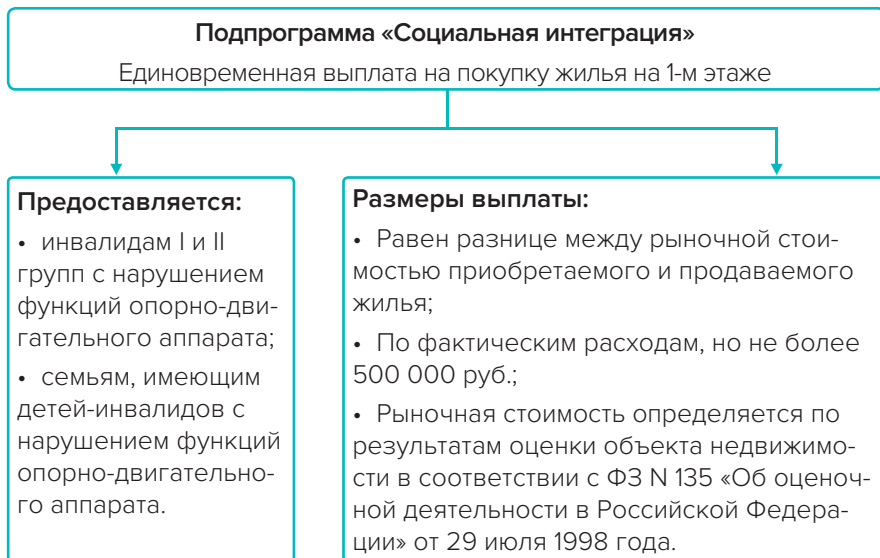 Подпрограмма «Социальная интеграция»
Единовременная выплата на покупку жилья на 1-м этаже
Предоставляется:
• инвалидам I и II
групп с нарушением
функций опорно-дви-
гательного аппарата;
• семьям, имеющим
детей-инвалидов с
нарушением функций
опорно-двигательно-
го аппарата.
Размеры выплаты:
• Равен разнице между рыночной стои-
мостью приобретаемого и продаваемого
жилья;
• По фактическим расходам, но не более
500 000 руб.;
• Рыночная стоимость определяется по
результатам оценки объекта недвижимо-
сти в соответствии с ФЗ N 135 «Об оценоч-
ной деятельности в Российской Федера-
ции» от 29 июля 1998 года.